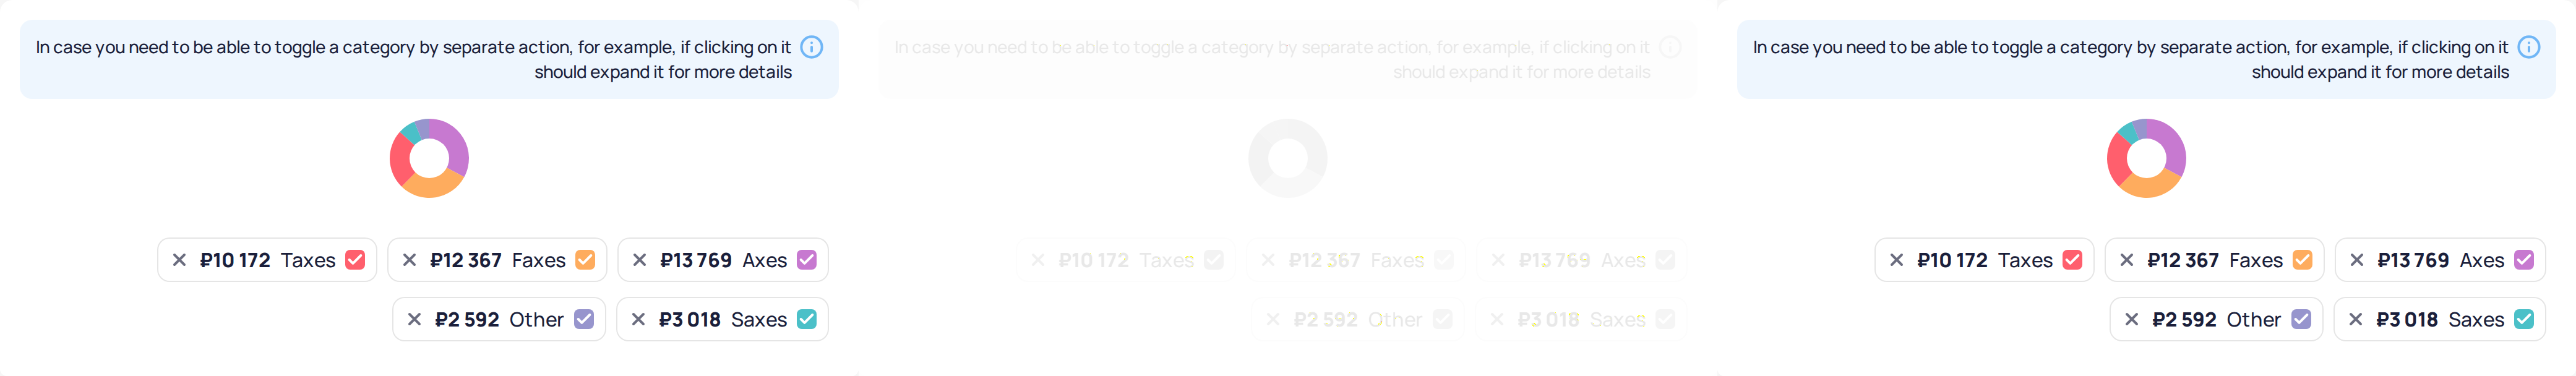 In case you need to be able to toggle a category by separate action, for example, if clicking on it
should expand it for more details
₽10 172 Taxes
₽12 367 Faxes
₽13 769 Axes
₽2 592 Other
₽3 018 Saxes
In case you need to be able to toggle a category by separate action, for example, if clicking on it
should expand it for more details
₽10 172 Taxes
₽12 367 Faxes
₽13 769 Axes
₽2 592 Other
₽3 018 Saxes
In case you need to be able to toggle a category by separate action, for example, if clicking on it
should expand it for more details
₽10 172 Taxes
₽12 367 Faxes
₽13 769 Axes
₽2 592 Other
₽3 018 Saxes